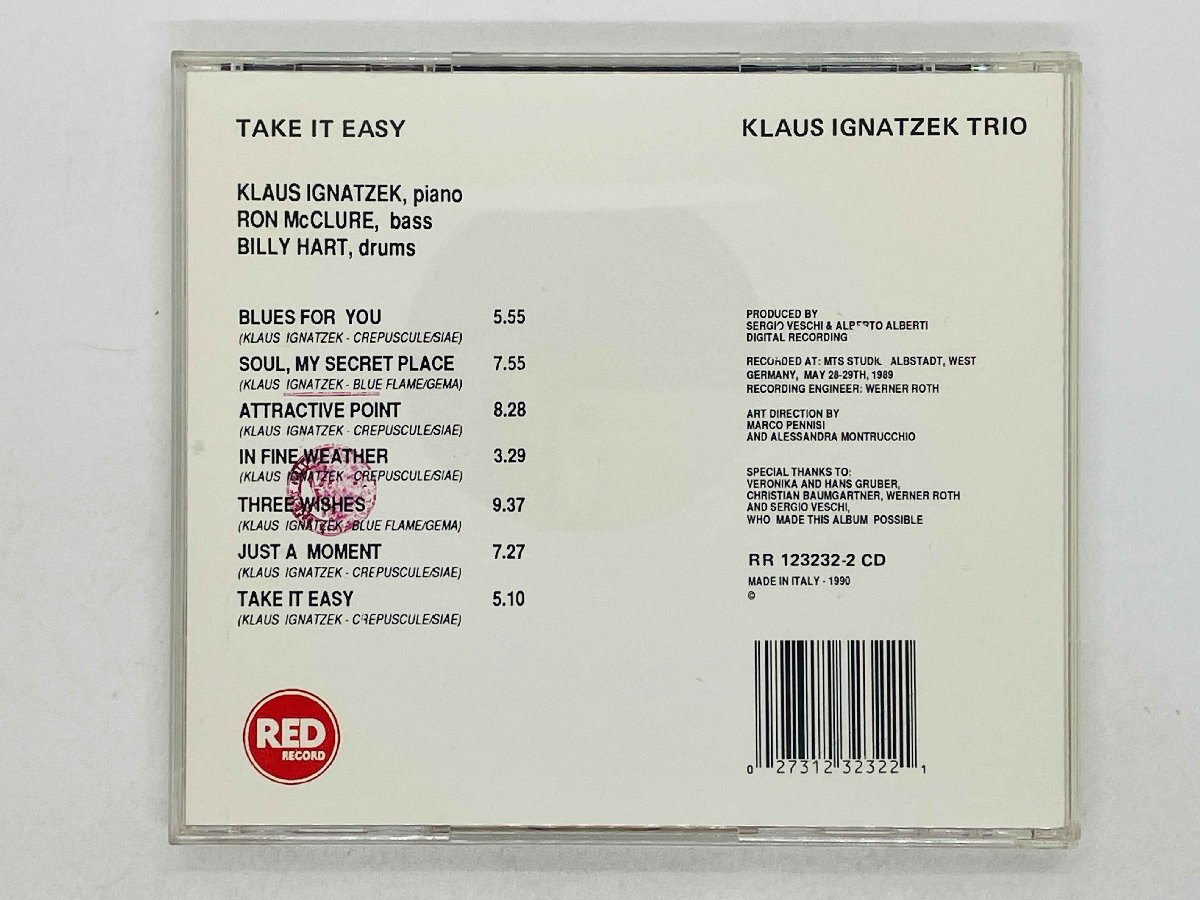 TAKE IT EASY
KLAUS IGNATZEK TRIO
KLAUS IGNATZEK, piano
RON McCLURE, bass
BILLY HART, drums
BLUES FOR YOU 5.55
(KLAUS IGNATZEK - CREPUSCULE/SIAE)
SOUL, MY SECRET PLACE 7.55
(KLAUS IGNATZEK - BLUE FLAME/GEMA)
ATTRACTIVE POINT 8.28
(KLAUS IGNATZEK - CREPUSCULE/SIAE)
IN FINE WEATHER 3.29
(KLAUS IGNATZEK - CREPUSCULE/SIAE)
THREE WISHES 9.37
(KLAUS IGNATZEK - BLUE FLAME/GEMA)
JUST A MOMENT 7.27
(KLAUS IGNATZEK - CREPUSCULE/SIAE)
TAKE IT EASY 5.10
(KLAUS IGNATZEK - CREPUSCULE/SIAE)
RED
RECORD
PRODUCED BY
SERGIO VESCHI & ALBERTO ALBERTI
DIGITAL RECORDING
RECORDED AT: MTS STUDI ALBSTADT, WEST
GERMANY, MAY 28-29TH, 1989
RECORDING ENGINEER: WERNER ROTH
ART DIRECTION BY
MARCO PENNISI
AND ALESSANDRA MONTRUCCHIO
SPECIAL THANKS TO:
VERONIKA AND HANS GRUBER,
CHRISTIAN BAUMGARTNER, WERNER ROTH
AND SERGIO VESCHI,
WHO MADE THIS ALBUM POSSIBLE
RR 123232-2 CD
MADE IN ITALY - 1990
©
0 27312 32322 1